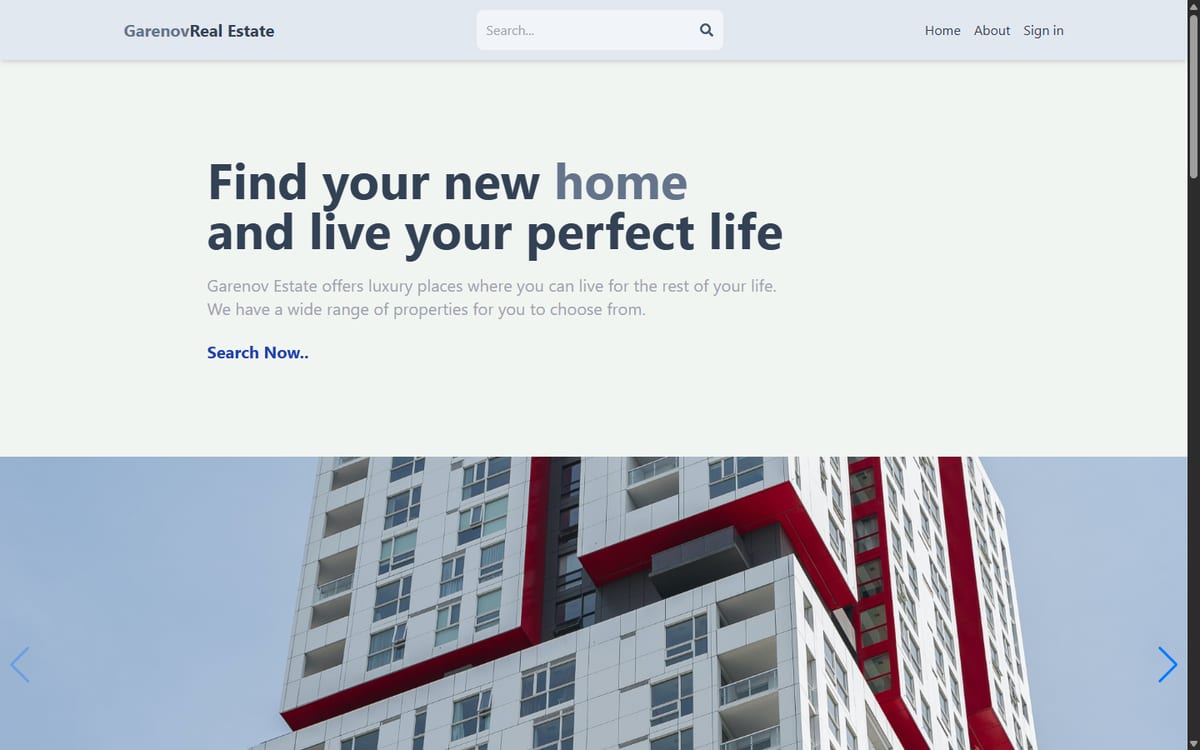 GarenovReal Estate
Search...
Home About Sign in
Find your new home
and live your perfect life
Garenov Estate offers luxury places where you can live for the rest of your life.
We have a wide range of properties for you to choose from.
Search Now..